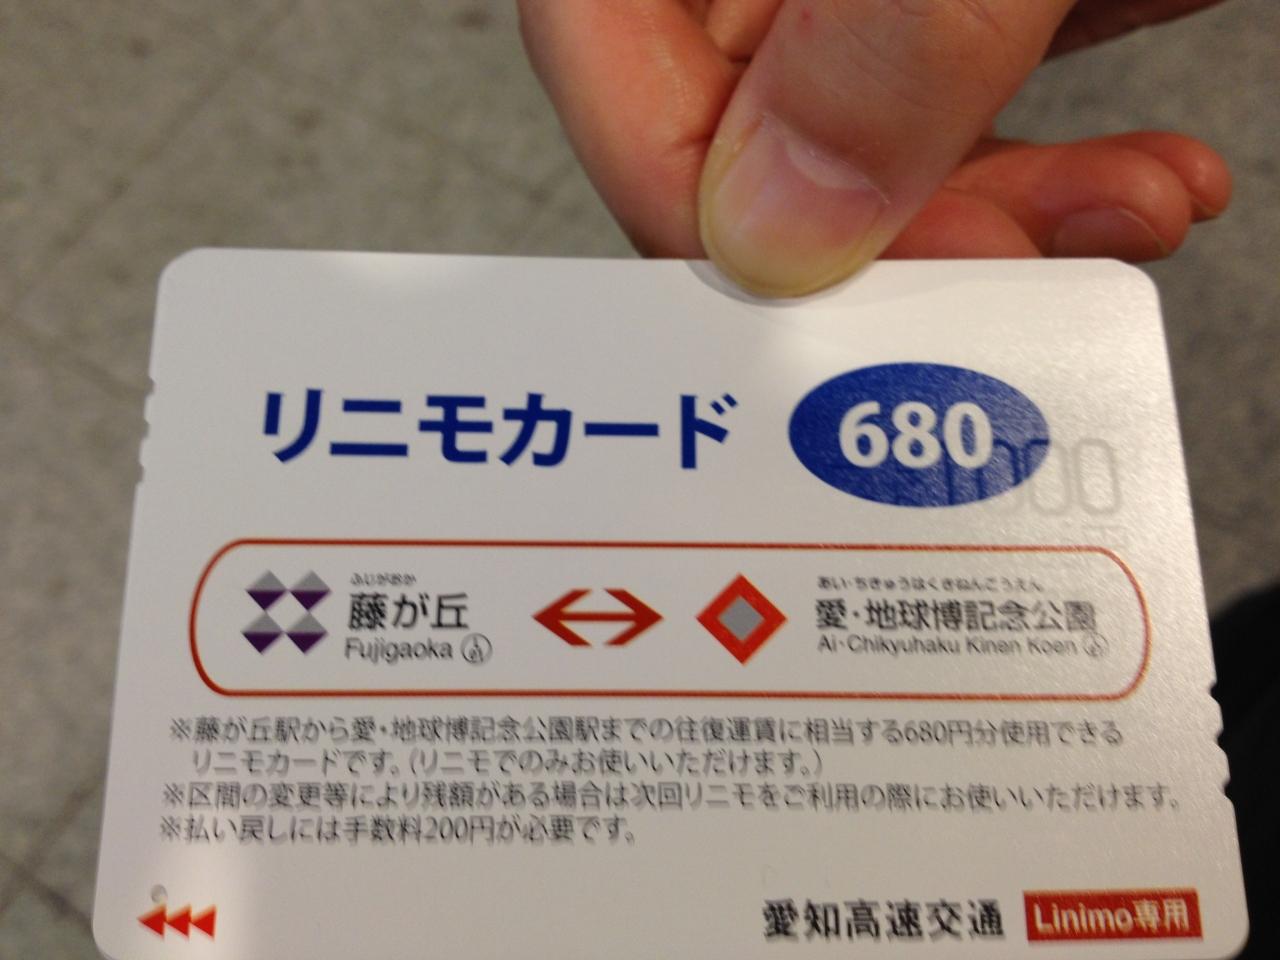 リニモカード 680
1000
ふじがおか
藤が丘
Fujigaoka L 01
あい・ちきゅうはくきねんこうえん
愛・地球博記念公園
Ai・Chikyuhaku Kinen Koen
※藤が丘駅から愛・地球博記念公園駅までの往復運賃に相当する680円分使用できる
リニモカードです。(リニモでのみお使いいただけます。)
※区間の変更等により残額がある場合は次回リニモをご利用の際にお使いいただけます。
※払い戻しには手数料200円が必要です。
愛知高速交通 Linimo専用